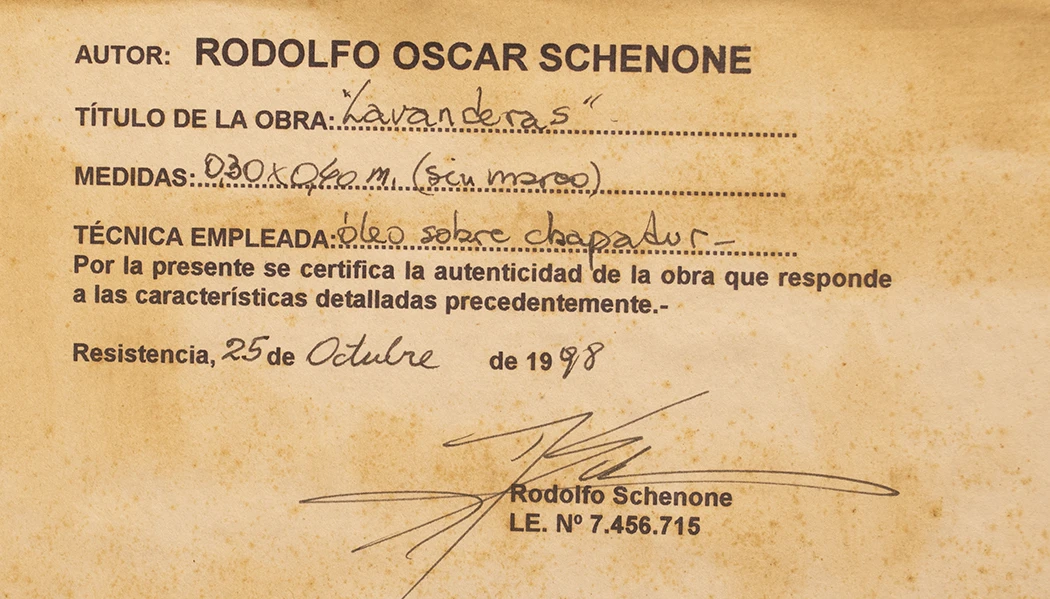 AUTOR: RODOLFO OSCAR SCHENONE
TÍTULO DE LA OBRA: "Lavanderas"
MEDIDAS: 0,30 x 0,40 m. (sin marco)
TÉCNICA EMPLEADA: óleo sobre chapadur -
Por la presente se certifica la autenticidad de la obra que responde
a las características detalladas precedentemente.-
Resistencia, 25 de Octubre de 1998
Rodolfo Schenone
LE. Nº 7.456.715